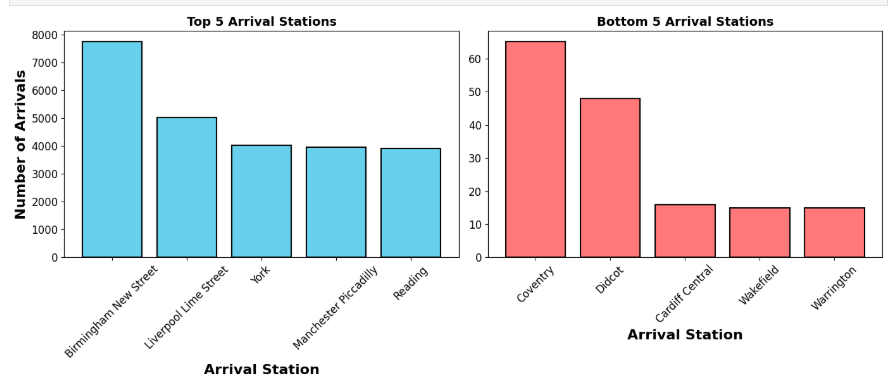 Top 5 Arrival Stations
Number of Arrivals
8000
7000
6000
5000
4000
3000
2000
1000
0
Birmingham New Street
Liverpool Lime Street
York
Manchester Piccadilly
Reading
Arrival Station
Bottom 5 Arrival Stations
60
50
40
30
20
10
0
Coventry
Didcot
Cardiff Central
Wakefield
Warrington
Arrival Station